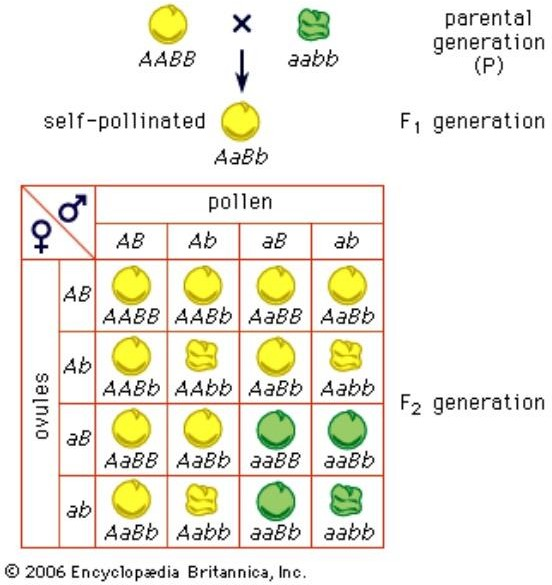 AABB × aabb
parental generation (P)
self-pollinated
AaBb
F₁ generation
♀ ♂ pollen
AB Ab aB ab
ovules
AB AABB AABb AaBB AaBb
Ab AABb AAbb AaBb Aabb
aB AaBB AaBb aaBB aaBb
ab AaBb Aabb aaBb aabb
F₂ generation
© 2006 Encyclopædia Britannica, Inc.